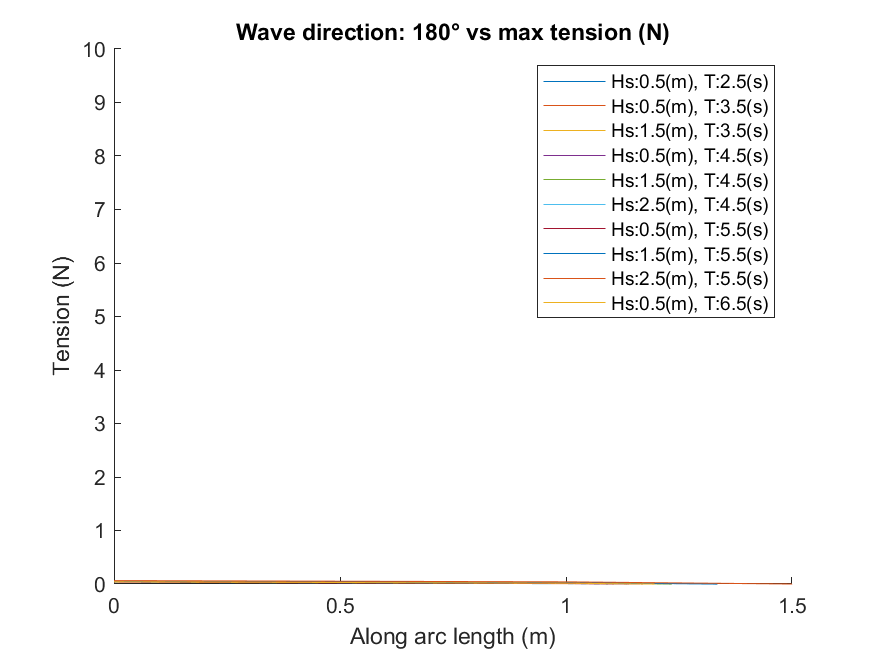 Wave direction: 180° vs max tension (N)
10
9
8
7
6
5
4
3
2
1
0
Tension (N)
Hs:0.5(m), T:2.5(s)
Hs:0.5(m), T:3.5(s)
Hs:1.5(m), T:3.5(s)
Hs:0.5(m), T:4.5(s)
Hs:1.5(m), T:4.5(s)
Hs:2.5(m), T:4.5(s)
Hs:0.5(m), T:5.5(s)
Hs:1.5(m), T:5.5(s)
Hs:2.5(m), T:5.5(s)
Hs:0.5(m), T:6.5(s)
0 0.5 1 1.5
Along arc length (m)